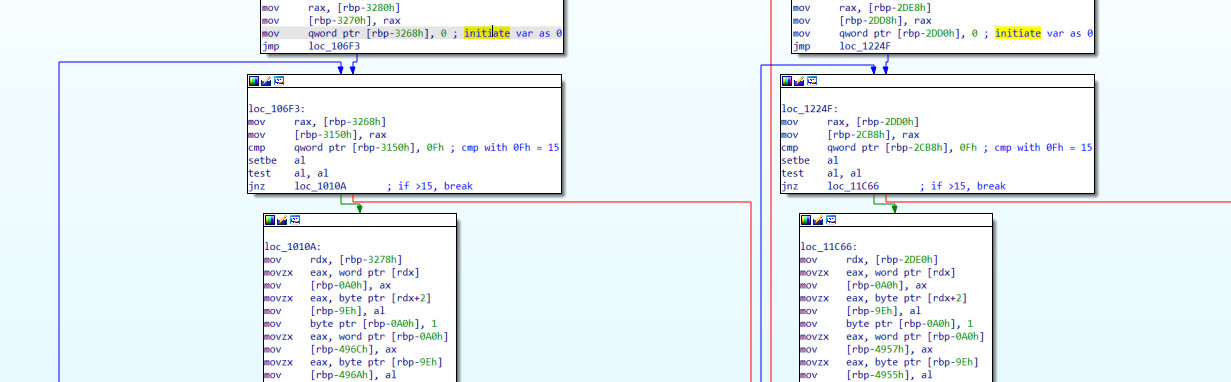 mov rax, [rbp-3280h]
mov [rbp-3270h], rax
mov qword ptr [rbp-3268h], 0 ; initiate var as 0
jmp loc_106F3
loc_106F3:
mov rax, [rbp-3268h]
mov [rbp-3150h], rax
cmp qword ptr [rbp-3150h], 0Fh ; cmp with 0Fh = 15
setbe al
test al, al
jnz loc_1010A ; if >15, break
loc_1010A:
mov rdx, [rbp-3278h]
movzx eax, word ptr [rdx]
mov [rbp-0A0h], ax
movzx eax, byte ptr [rdx+2]
mov [rbp-9Eh], al
mov byte ptr [rbp-0A0h], 1
movzx eax, word ptr [rbp-0A0h]
mov [rbp-496Ch], ax
movzx eax, byte ptr [rbp-9Eh]
mov [rbp-496Ah], al
mov rax, [rbp-2DE8h]
mov [rbp-2DD8h], rax
mov qword ptr [rbp-2DD0h], 0 ; initiate var as 0
jmp loc_1224F
loc_1224F:
mov rax, [rbp-2DD0h]
mov [rbp-2CB8h], rax
cmp qword ptr [rbp-2CB8h], 0Fh ; cmp with 0Fh = 15
setbe al
test al, al
jnz loc_11C66 ; if >15, break
loc_11C66:
mov rdx, [rbp-2DE0h]
movzx eax, word ptr [rdx]
mov [rbp-0A0h], ax
movzx eax, byte ptr [rdx+2]
mov [rbp-9Eh], al
mov byte ptr [rbp-0A0h], 1
movzx eax, word ptr [rbp-0A0h]
mov [rbp-4957h], ax
movzx eax, byte ptr [rbp-9Eh]
mov [rbp-4955h], al